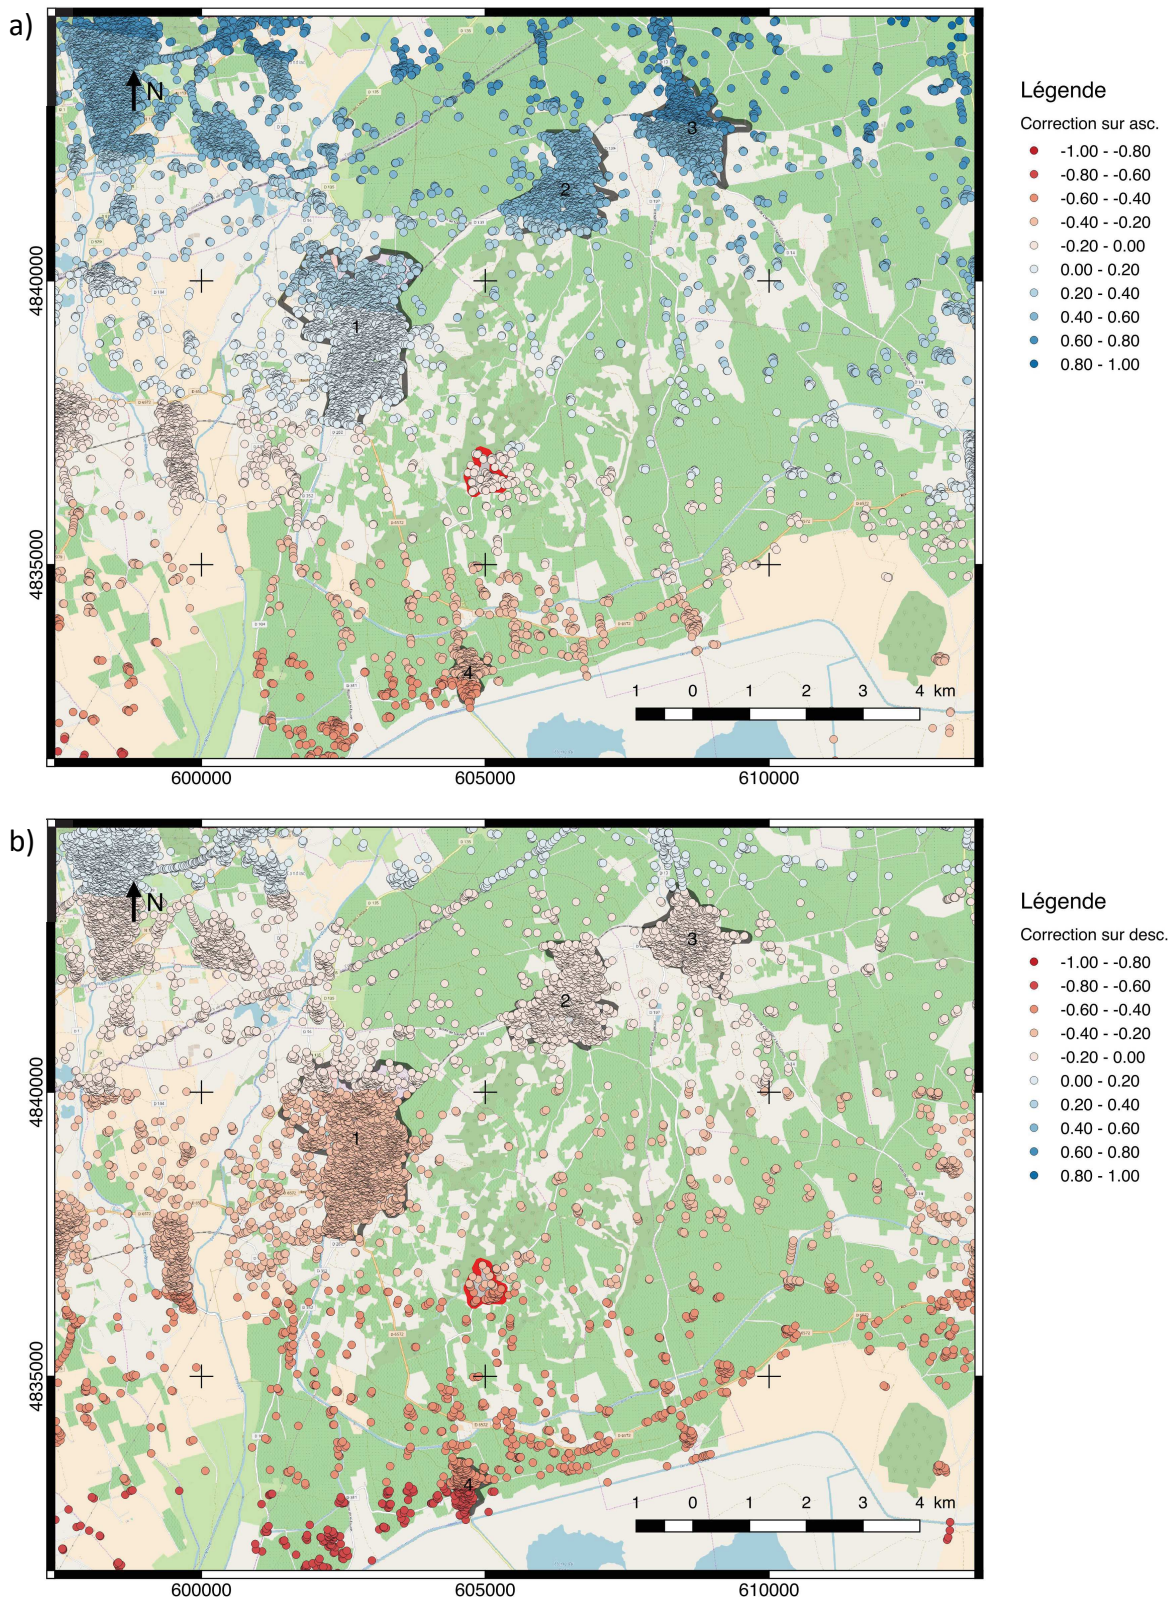 a)
N
3
2
1
4
1 0 1 2 3 4 km
4840000
4835000
600000 605000 610000
Légende
Correction sur asc.
-1.00 - -0.80
-0.80 - -0.60
-0.60 - -0.40
-0.40 - -0.20
-0.20 - 0.00
0.00 - 0.20
0.20 - 0.40
0.40 - 0.60
0.60 - 0.80
0.80 - 1.00
b)
N
3
2
1
4
1 0 1 2 3 4 km
4840000
4835000
600000 605000 610000
Légende
Correction sur desc.
-1.00 - -0.80
-0.80 - -0.60
-0.60 - -0.40
-0.40 - -0.20
-0.20 - 0.00
0.00 - 0.20
0.20 - 0.40
0.40 - 0.60
0.60 - 0.80
0.80 - 1.00